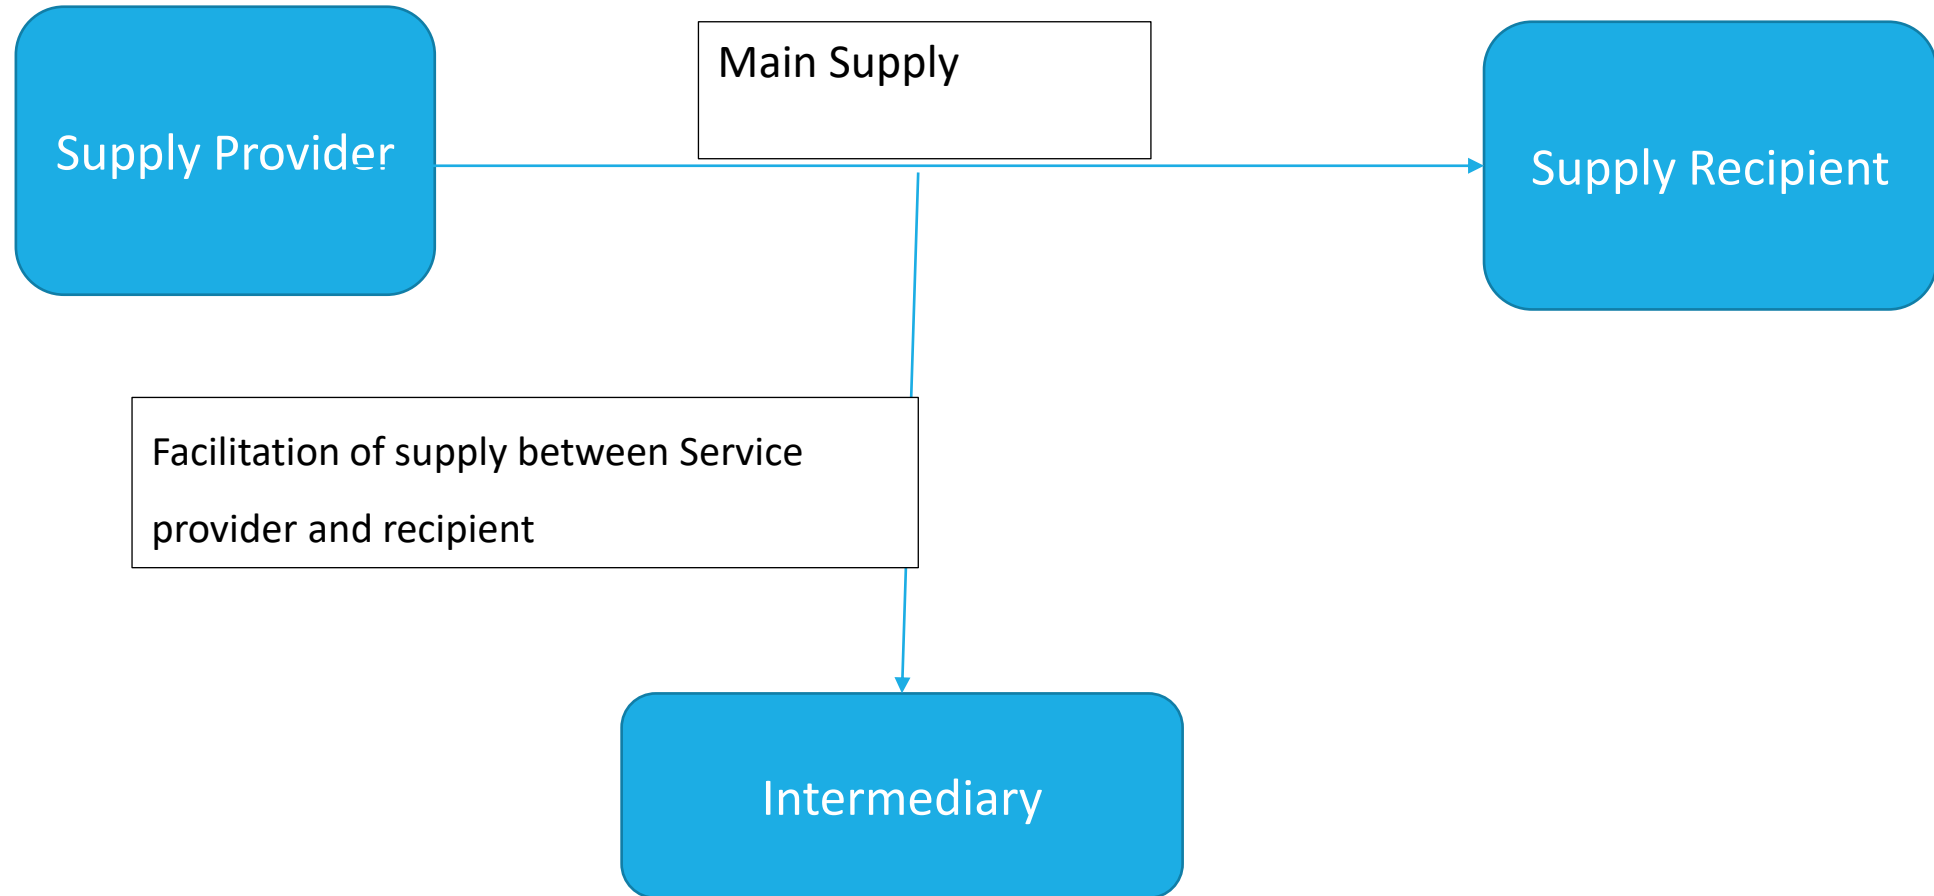 Supply Provider
Main Supply
Supply Recipient
Facilitation of supply between Service
provider and recipient
Intermediary